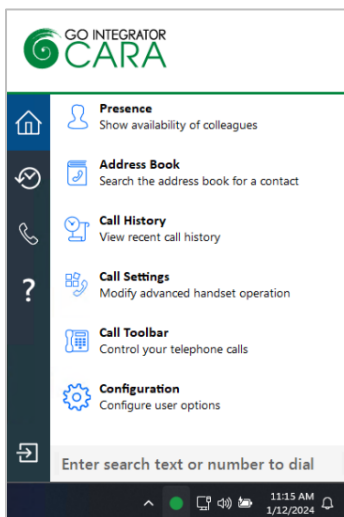 GO INTEGRATOR
CARA
Presence
Show availability of colleagues
Address Book
Search the address book for a contact
Call History
View recent call history
Call Settings
Modify advanced handset operation
?
Call Toolbar
Control your telephone calls
Configuration
Configure user options
Enter search text or number to dial
11:15 AM
1/12/2024